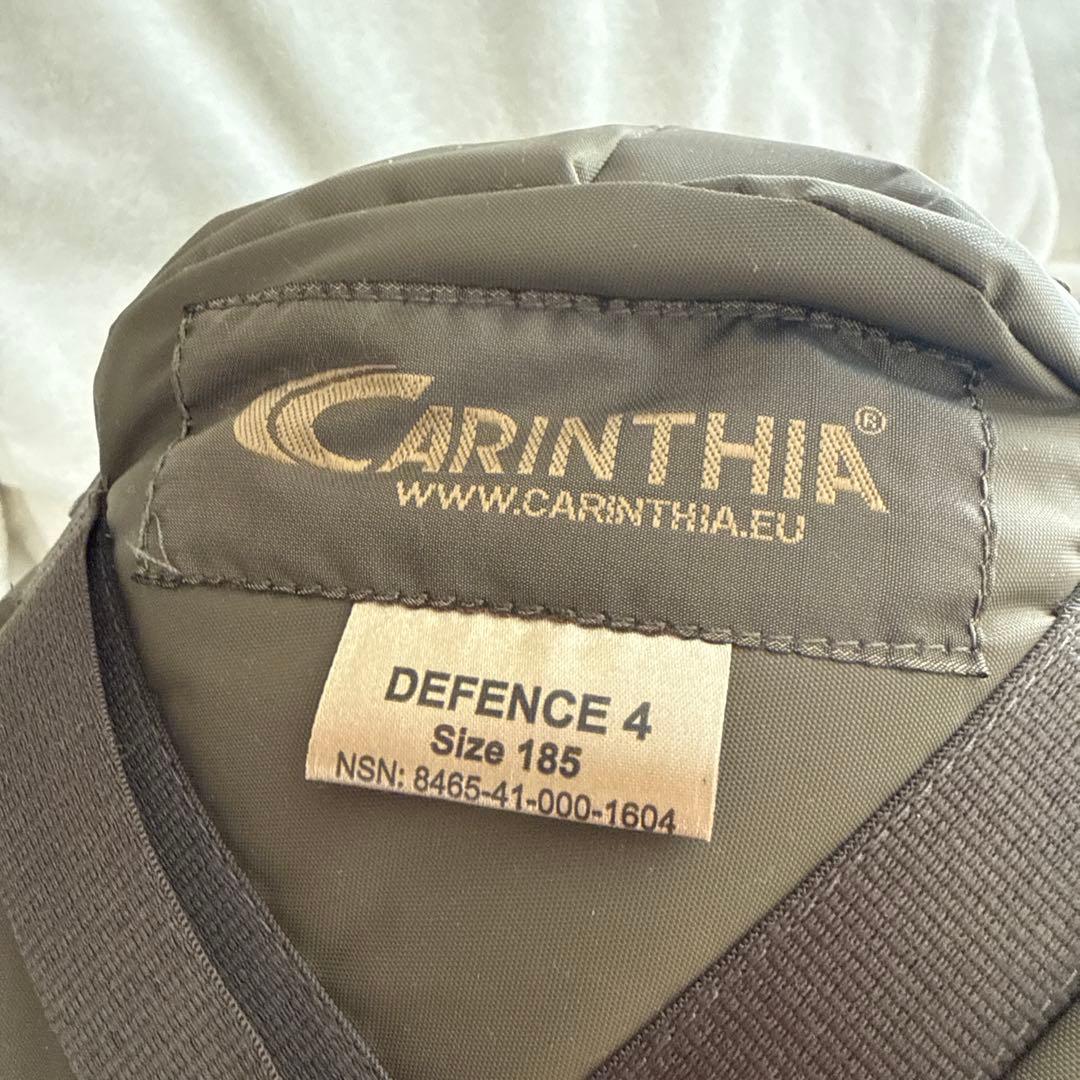 CARINTHIA®
WWW.CARINTHIA.EU
DEFENCE 4
Size 185
NSN: 8465-41-000-1604